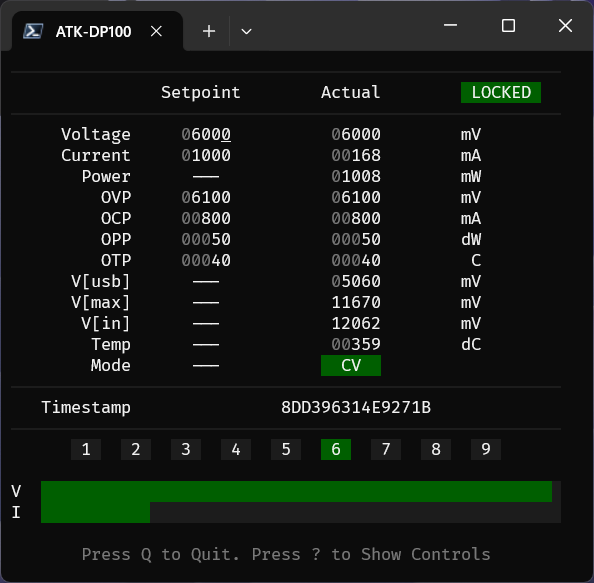 ATK-DP100
Setpoint Actual LOCKED
Voltage 06000 06000 mV
Current 01000 00168 mA
Power --- 01008 mW
OVP 06100 06100 mV
OCP 00800 00800 mA
OPP 00050 00050 dW
OTP 00040 00040 C
V[usb] --- 05060 mV
V[max] --- 11670 mV
V[in] --- 12062 mV
Temp --- 00359 dC
Mode --- CV
Timestamp 8DD396314E9271B
1 2 3 4 5 6 7 8 9
V
I
Press Q to Quit. Press ? to Show Controls